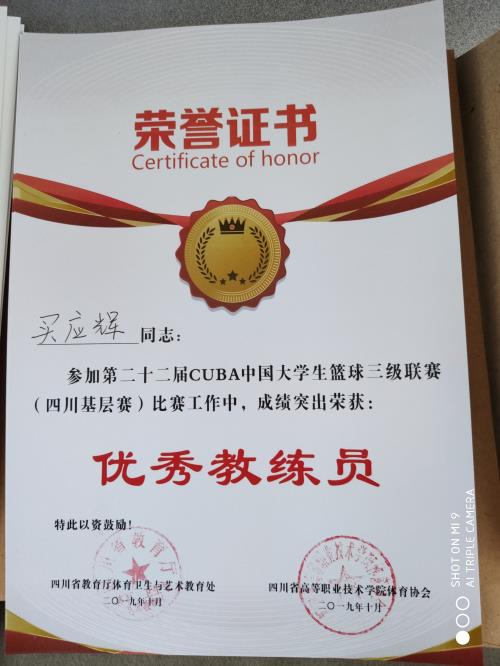 荣誉证书
Certificate of honor
买应辉 同志：
参加第二十二届CUBA中国大学生篮球三级联赛
（四川基层赛）比赛工作中，成绩突出荣获：
优秀教练员
特此以资鼓励！
四川省教育厅体育卫生与艺术教育处
二〇一九年十月
四川省高等职业技术学院体育协会
二〇一九年十月
SHOT ON MI 9
AI TRIPLE CAMERA